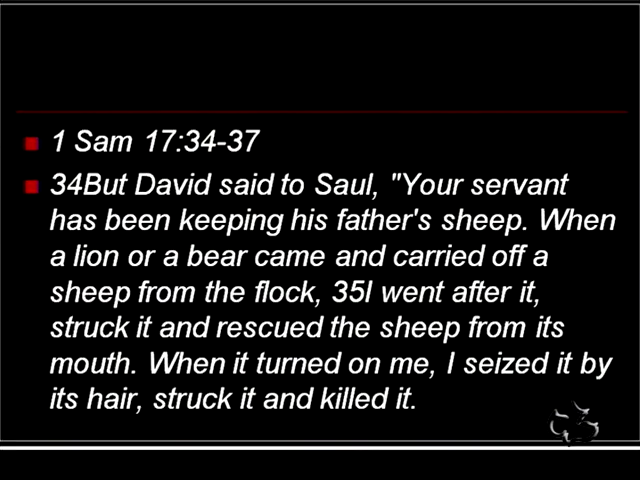 1 Sam 17:34-37
34But David said to Saul, "Your servant
has been keeping his father's sheep. When
a lion or a bear came and carried off a
sheep from the flock, 35I went after it,
struck it and rescued the sheep from its
mouth. When it turned on me, I seized it by
its hair, struck it and killed it.